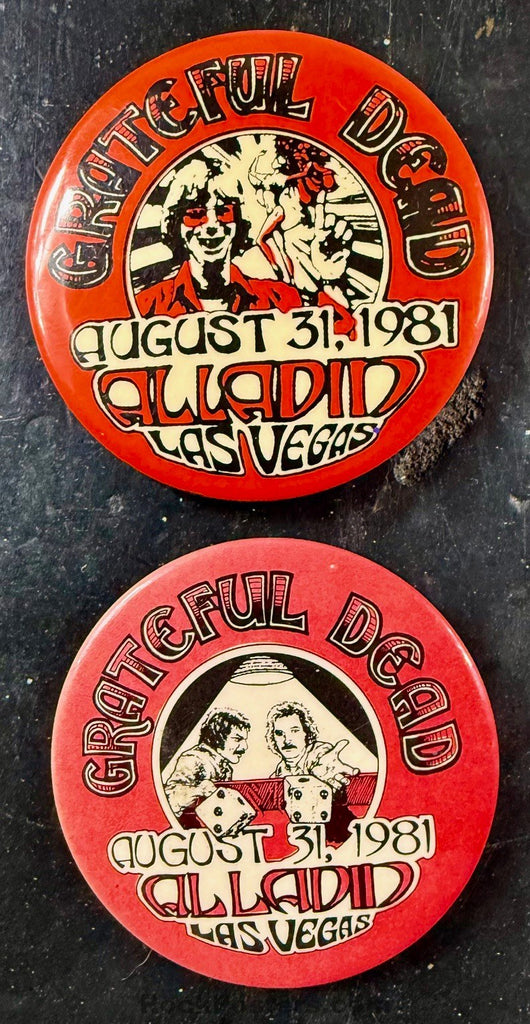 GRATEFUL DEAD
AUGUST 31, 1981
ALLADIN
LAS VEGAS
GRATEFUL DEAD
AUGUST 31, 1981
ALLADIN
LAS VEGAS